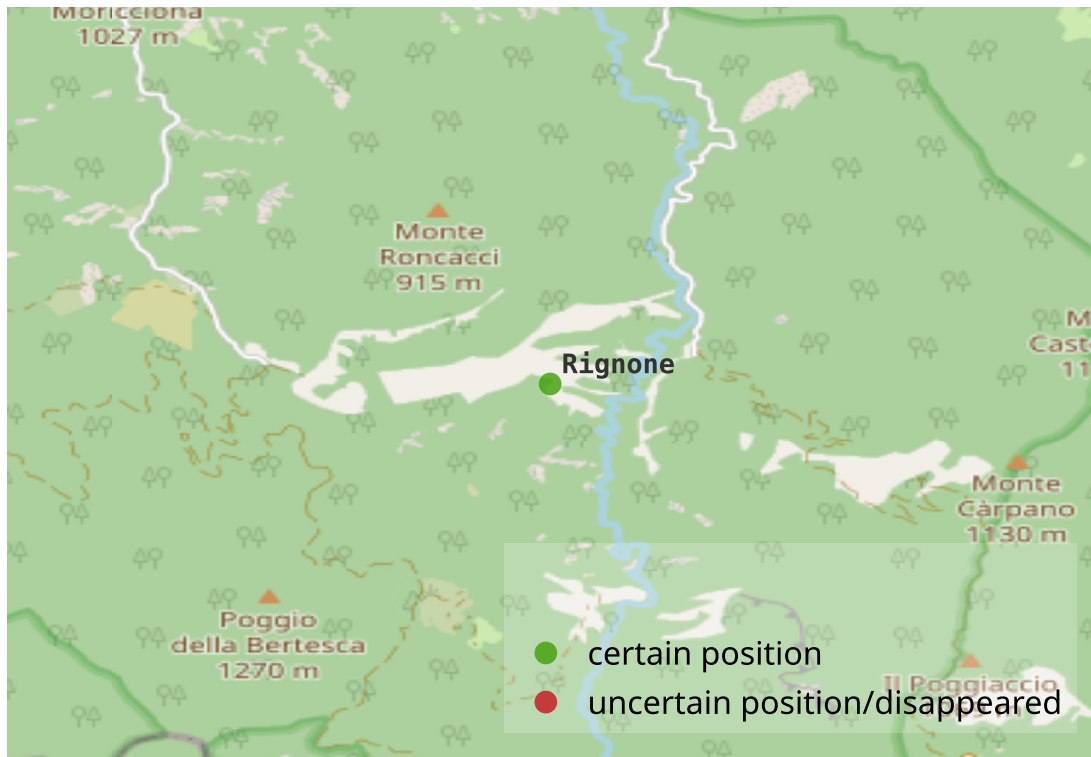 Moricciona
1027 m
Monte
Roncacci
915 m
Rignone
Monte
Càrpano
1130 m
Poggio
della Bertesca
1270 m
certain position
Il Poggiaccio
uncertain position/disappeared